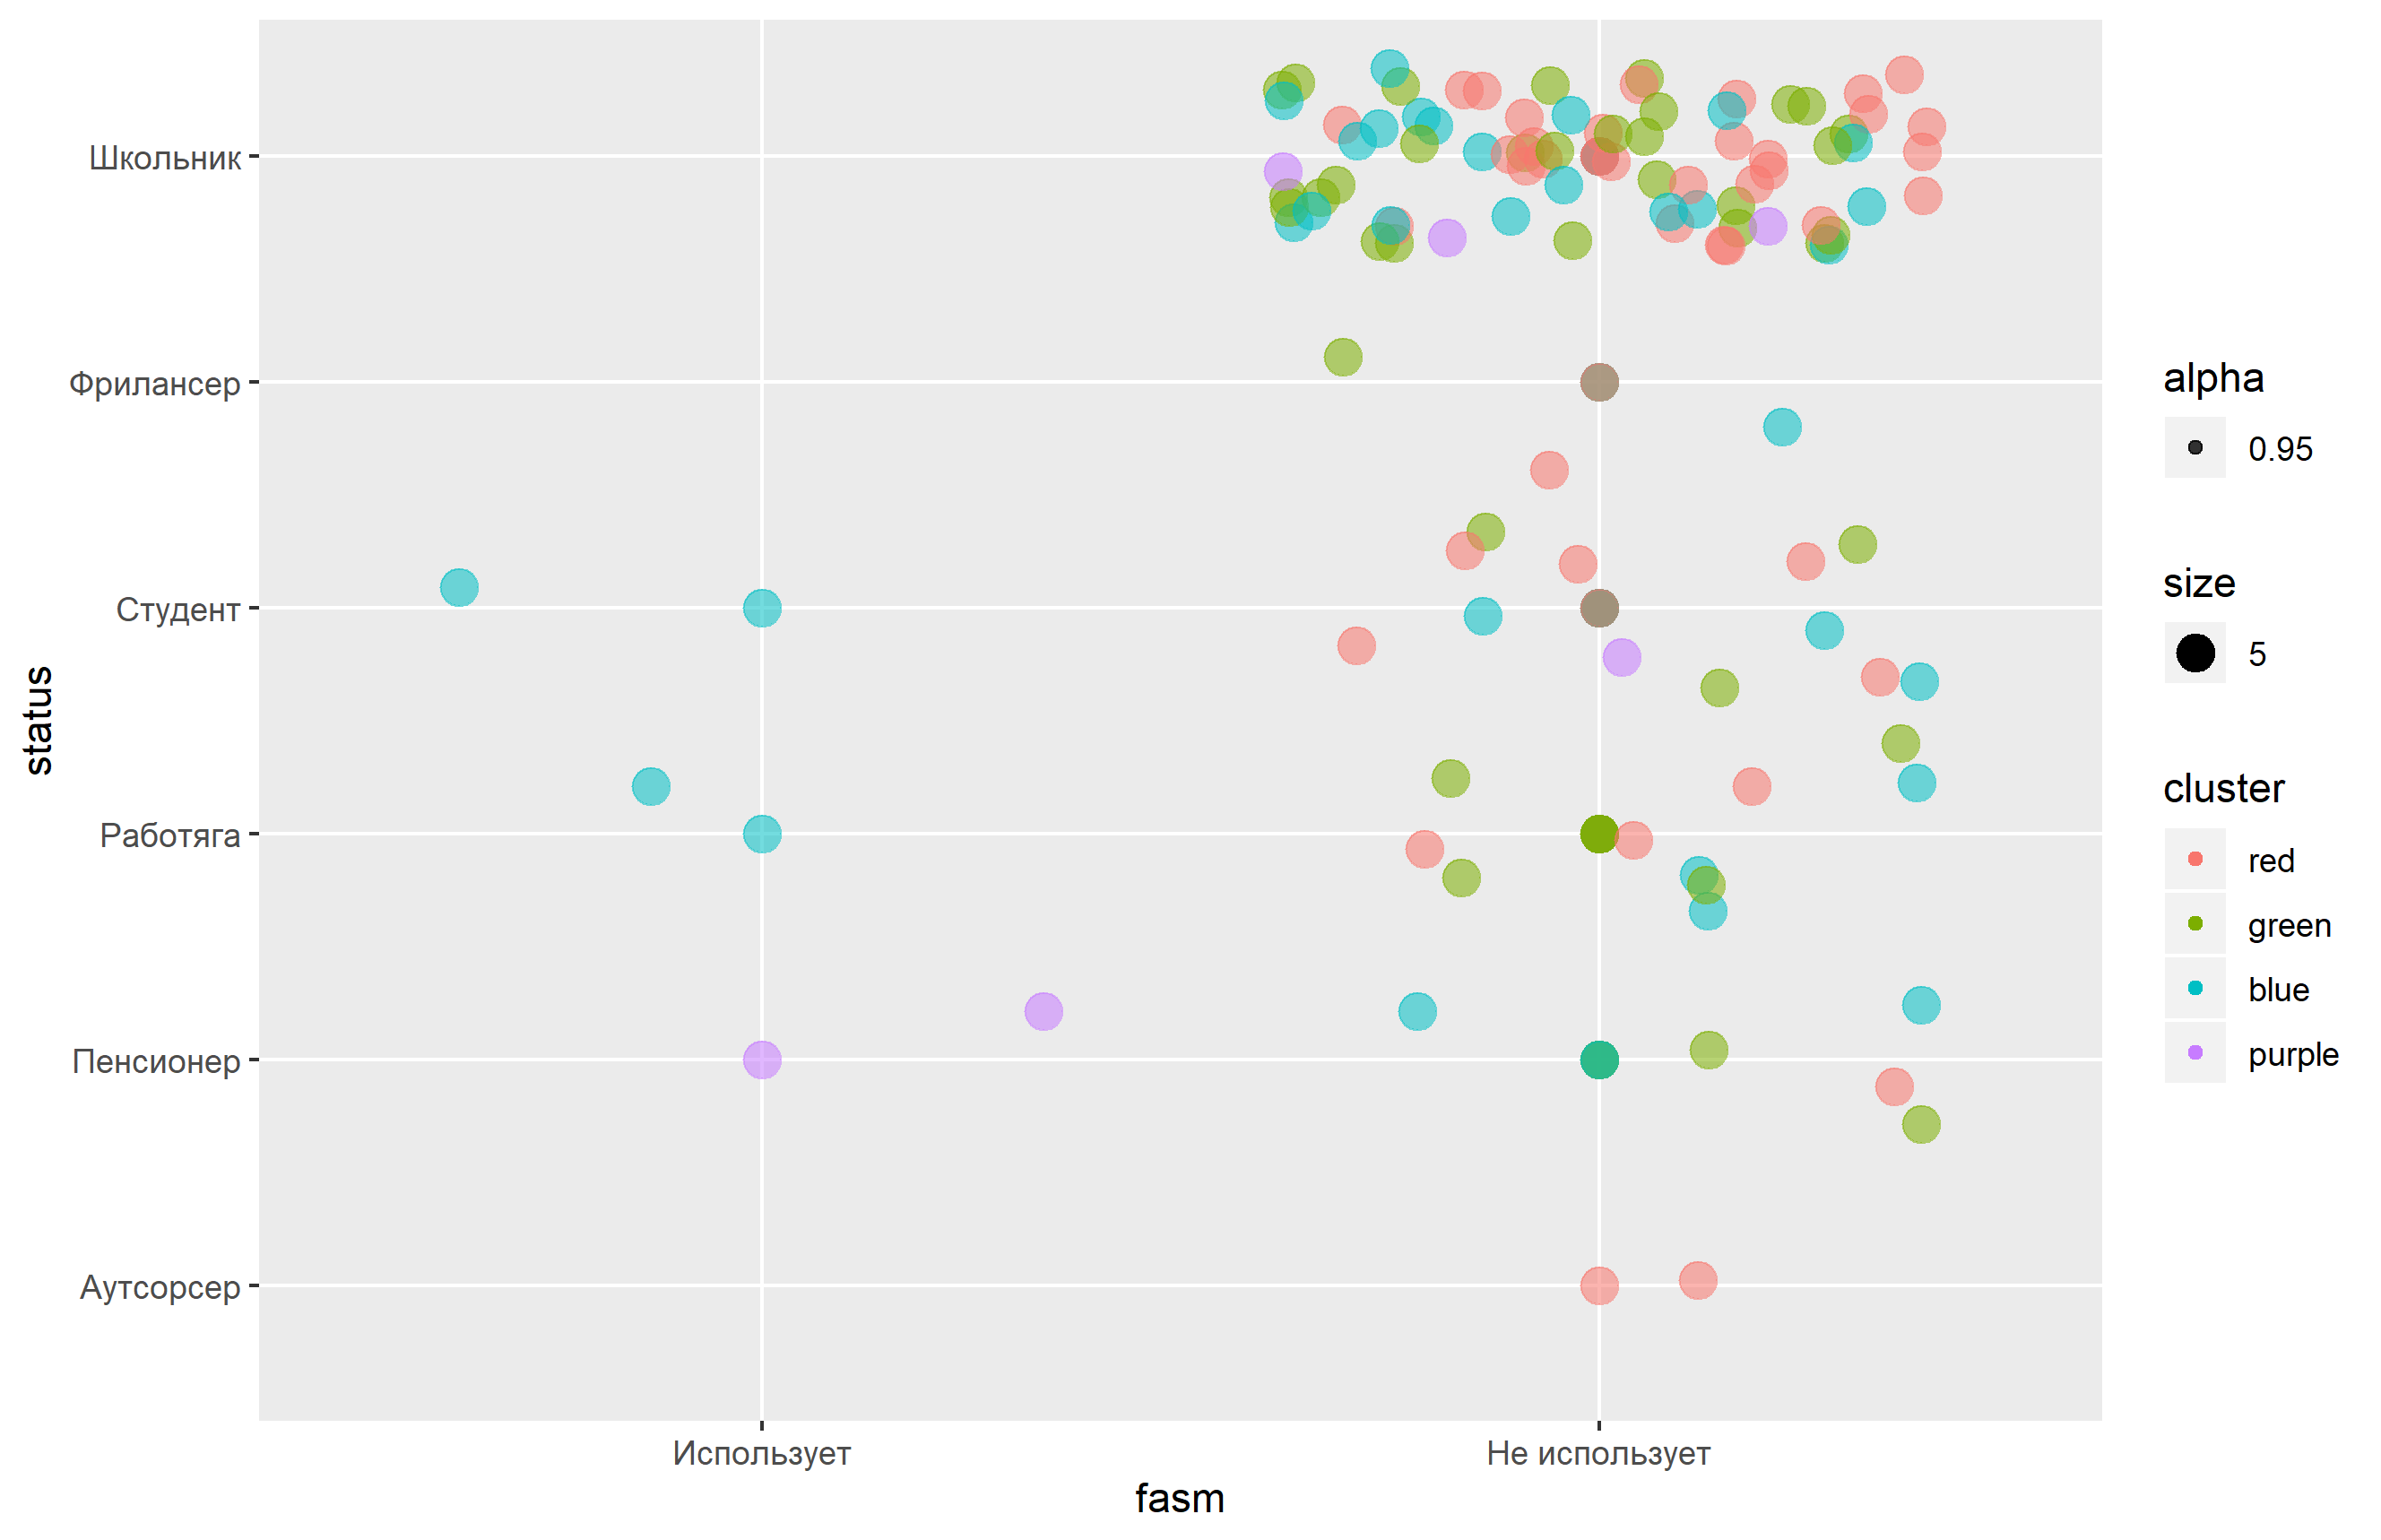 status
Школьник
Фрилансер
Студент
Работяга
Пенсионер
Аутсорсер
Использует
Не использует
fasm
alpha
0.95
size
5
cluster
red
green
blue
purple